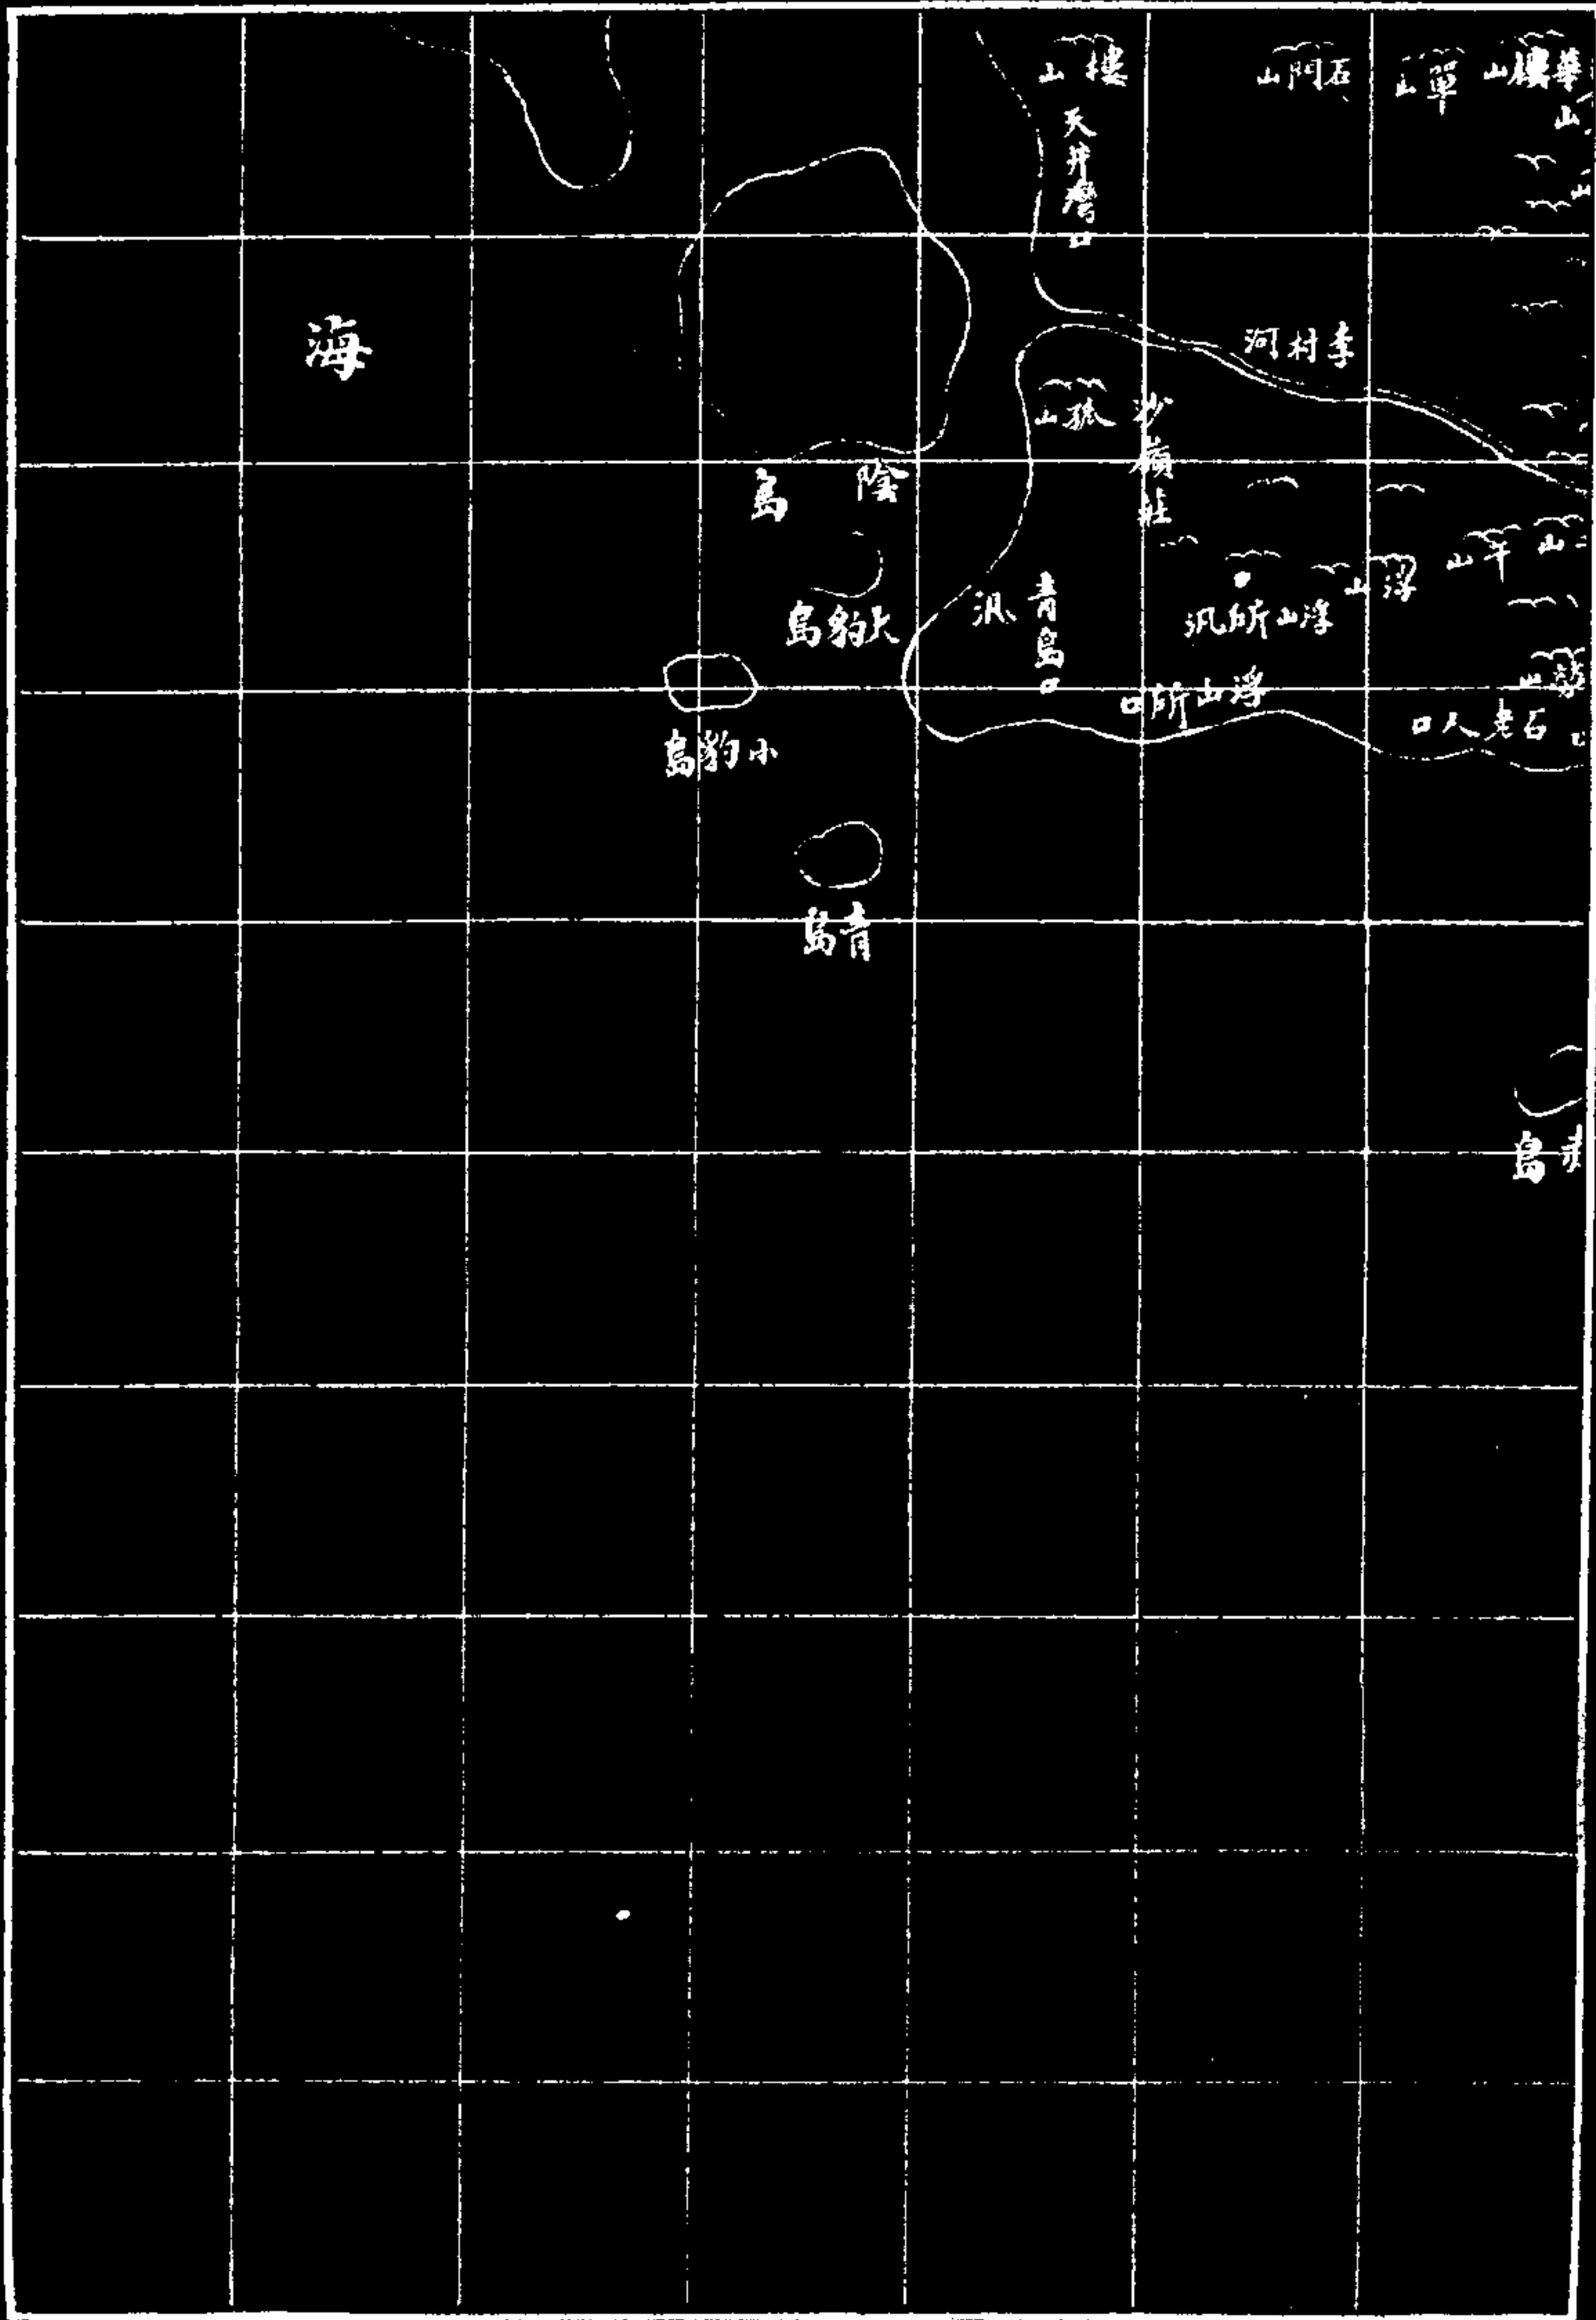 華樓山
單山
石門山
樓山
天井灣口
李村河
海
孤山
沙嶺莊
陰島
午山
浮山
浮山所汛
青島口
汛
大豹島
浮山所口
石老人口
小豹島
青島
島